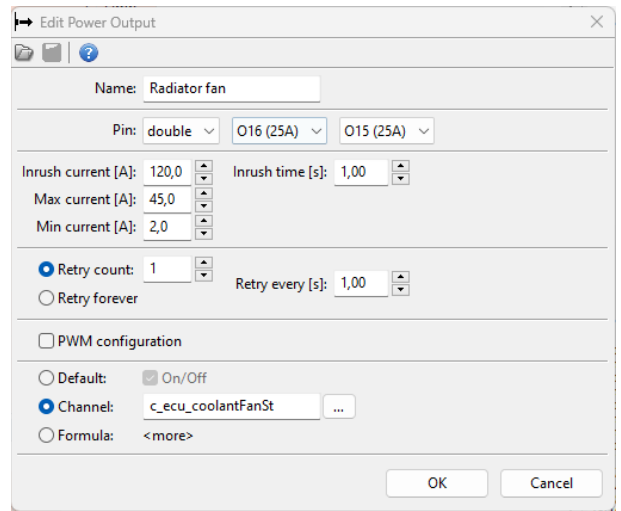 Edit Power Output
Name: Radiator fan
Pin: double O16 (25A) O15 (25A)
Inrush current [A]: 120,0 Inrush time [s]: 1,00
Max current [A]: 45,0
Min current [A]: 2,0
Retry count: 1
Retry every [s]: 1,00
Retry forever
PWM configuration
Default: On/Off
Channel: c_ecu_coolantFanSt ...
Formula: <more>
OK Cancel